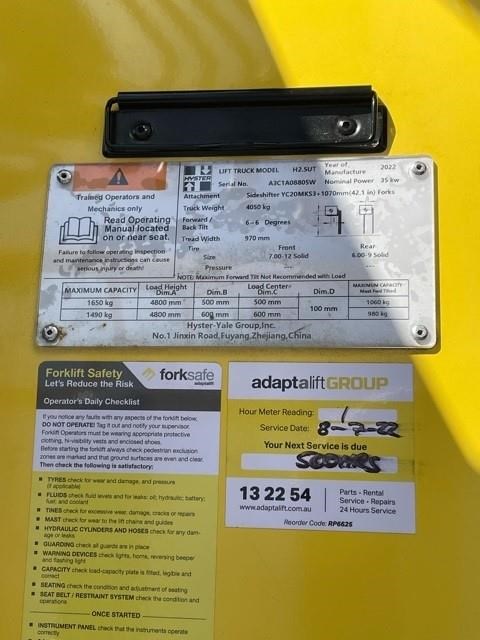 HYSTER
LIFT TRUCK MODEL H2.5UT Year of Manufacture 2022
Serial No. A3C1A08805W Nominal Power 35 kw
Attachment Sideshifter YC20MKS3+1070mm(42.1 in) Forks
Truck Weight 4050 kg
Forward / Back Tilt 6–6 Degrees
Tread Width 970 mm
Front Rear
Tire Size 7.00-12 Solid 6.00-9 Solid
Pressure --- ---
NOTE: Maximum Forward Tilt Not Recommended with Load
Trained Operators and
Mechanics only
Read Operating
Manual located
on or near seat.
Failure to follow operating inspection
and maintenance instructions can cause
serious injury or death!
MAXIMUM CAPACITY Load Height Dim.A Dim.B Load Center Dim.C Dim.D MAXIMUM CAPACITY Mast Feed Tilted
1650 kg 4800 mm 500 mm 500 mm 100 mm 1060 kg
1490 kg 4800 mm 600 mm 600 mm 980 kg
Hyster-Yale Group,Inc.
No.1 Jinxin Road,Fuyang,Zhejiang,China
Forklift Safety
Let's Reduce the Risk
forksafe
adaptalift
Operator's Daily Checklist
If you notice any faults with any aspects of the forklift below,
DO NOT OPERATE! Tag it out and notify your supervisor.
Forklift Operators must be wearing appropriate protective
clothing, hi-visibility vests and enclosed shoes.
Before starting the forklift always check pedestrian exclusion
zones are marked and that ground surfaces are even and clear.
Then check the following is satisfactory:
TYRES check for wear and damage, and pressure
(if applicable)
FLUIDS check fluid levels and for leaks: oil; hydraulic; battery;
fuel; and coolant
TINES check for excessive wear, damage, cracks or repairs
MAST check for wear to the lift chains and guides
HYDRAULIC CYLINDERS AND HOSES check for any dam-
age or leaks
GUARDING check all guards are in place
WARNING DEVICES check lights, horns, reversing beeper
and flashing light
CAPACITY check load-capacity plate is fitted, legible and
correct
SEATING check the condition and adjustment of seating
SEAT BELT / RESTRAINT SYSTEM check the condition and
operations
ONCE STARTED
INSTRUMENT PANEL check that the instruments operate
correctly
adaptaliftGROUP
Hour Meter Reading: 1
Service Date: 8-7-22
Your Next Service is due
500HRS
13 22 54
www.adaptalift.com.au
Parts - Rental
Service - Repairs
24 Hours Service
Reorder Code: RP6625